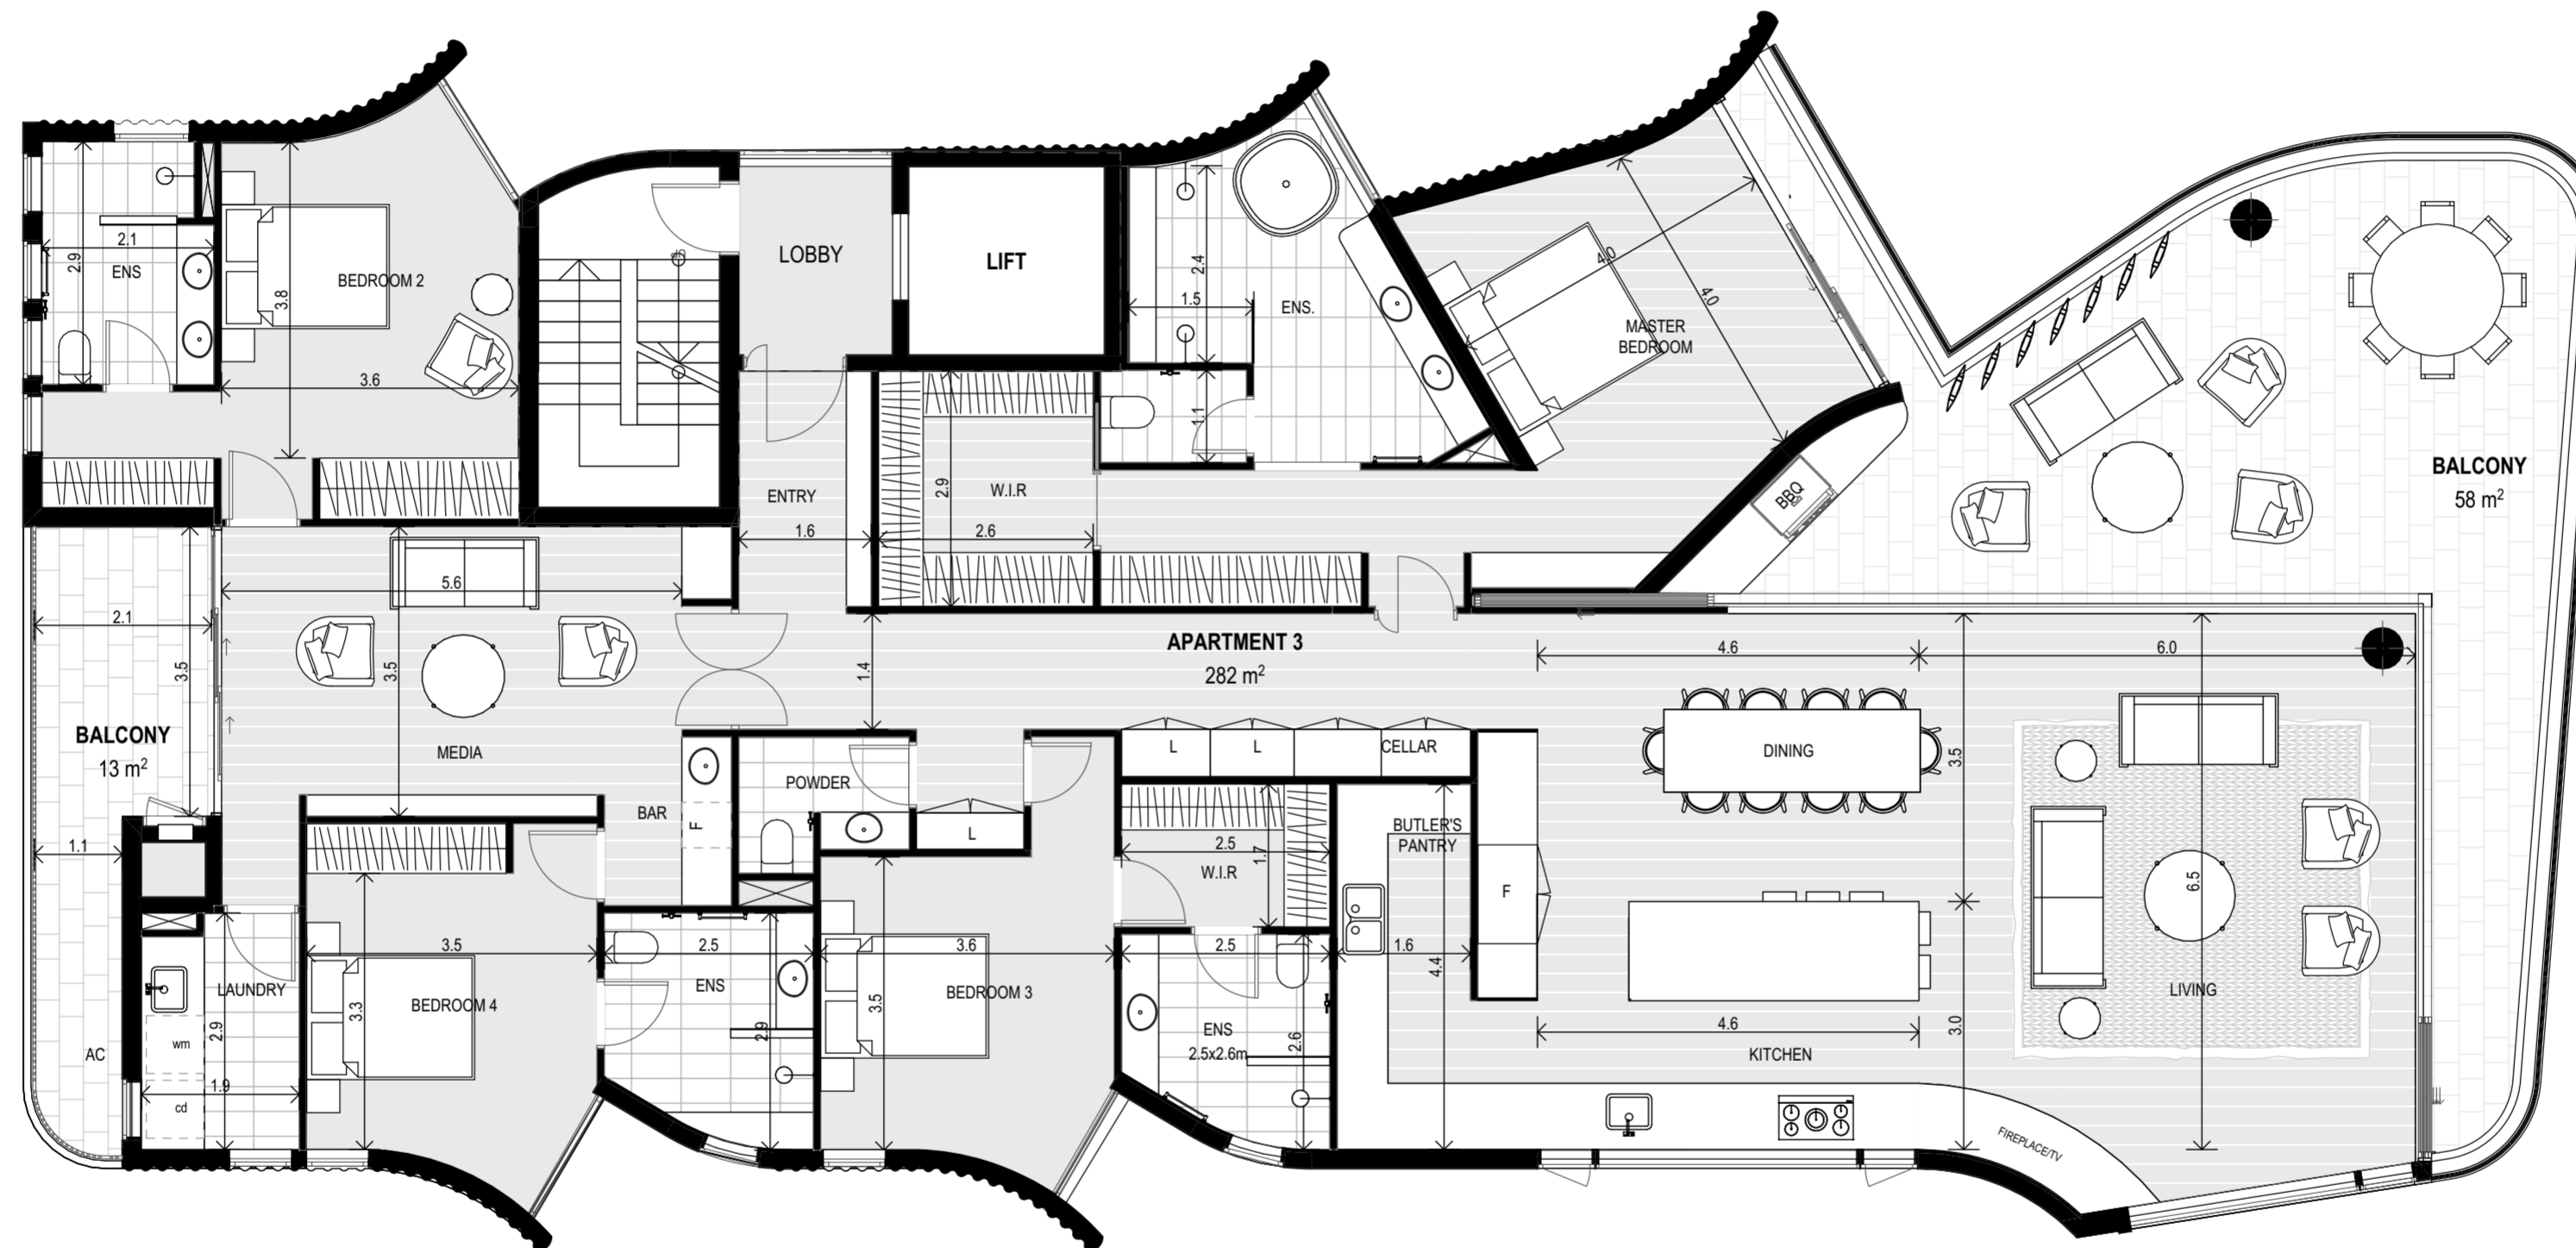 2.1
2.9
ENS
BEDROOM 2
3.8
3.6
LOBBY
LIFT
2.4
1.5
ENS.
1.1
4.0
4.0
MASTER
BEDROOM
BBQ
BALCONY
58 m²
ENTRY
1.6
2.9
W.I.R
2.6
5.6
2.1
3.5
3.5
BALCONY
13 m²
MEDIA
1.4
APARTMENT 3
282 m²
4.6
6.0
POWDER
BAR
F
L
L
L
CELLAR
DINING
3.5
BUTLER'S
PANTRY
2.5
1.7
W.I.R
F
6.5
1.1
3.5
2.5
3.6
2.5
1.6
4.4
LAUNDRY
2.9
wm
1.9
cd
AC
BEDROOM 4
3.3
ENS
2.9
BEDROOM 3
3.5
ENS
2.5x2.6m
2.6
4.6
KITCHEN
3.0
LIVING
FIREPLACE/TV